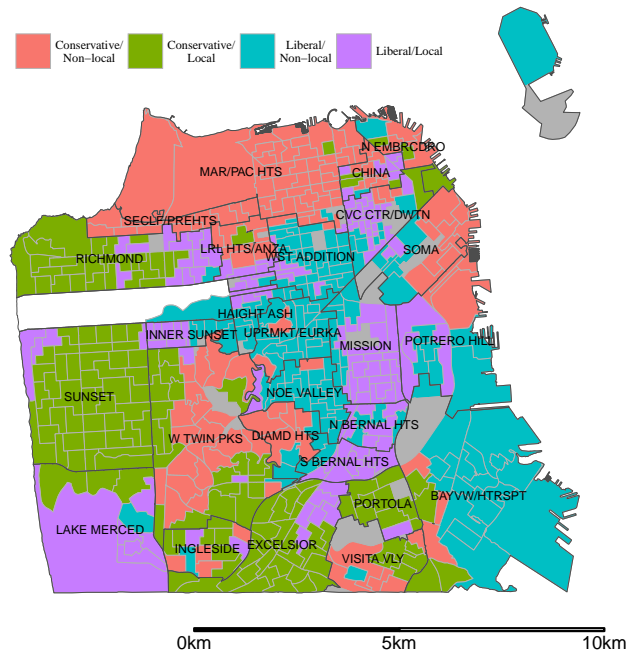 Conservative/
Non−local
Conservative/
Local
Liberal/
Non−local
Liberal/Local
N EMBRCDRO
MAR/PAC HTS
CHINA
SECLF/PREHTS
CVC CTR/DWTN
LRL HTS/ANZA
SOMA
RICHMOND
WST ADDITION
HAIGHT ASH
INNER SUNSET
UPRMKT/EURKA
MISSION
POTRERO HILL
SUNSET
NOE VALLEY
N BERNAL HTS
W TWIN PKS
DIAMD HTS
S BERNAL HTS
BAYVW/HTRSPT
PORTOLA
LAKE MERCED
INGLESIDE
EXCELSIOR
VISITA VLY
0km
5km
10km